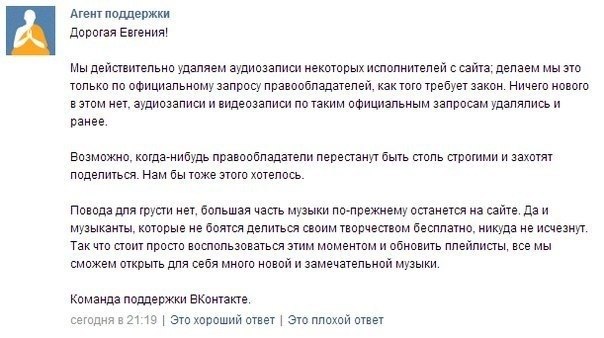 Агент поддержки
Дорогая Евгения!
Мы действительно удаляем аудиозаписи некоторых исполнителей с сайта; делаем мы это
только по официальному запросу правообладателей, как того требует закон. Ничего нового
в этом нет, аудиозаписи и видеозаписи по таким официальным запросам удалялись и
ранее.
Возможно, когда-нибудь правообладатели перестанут быть столь строгими и захотят
поделиться. Нам бы тоже этого хотелось.
Повода для грусти нет, большая часть музыки по-прежнему останется на сайте. Да и
музыканты, которые не боятся делиться своим творчеством бесплатно, никуда не исчезнут.
Так что стоит просто воспользоваться этим моментом и обновить плейлисты, все мы
сможем открыть для себя много новой и замечательной музыки.
Команда поддержки ВКонтакте.
сегодня в 21:19 | Это хороший ответ | Это плохой ответ